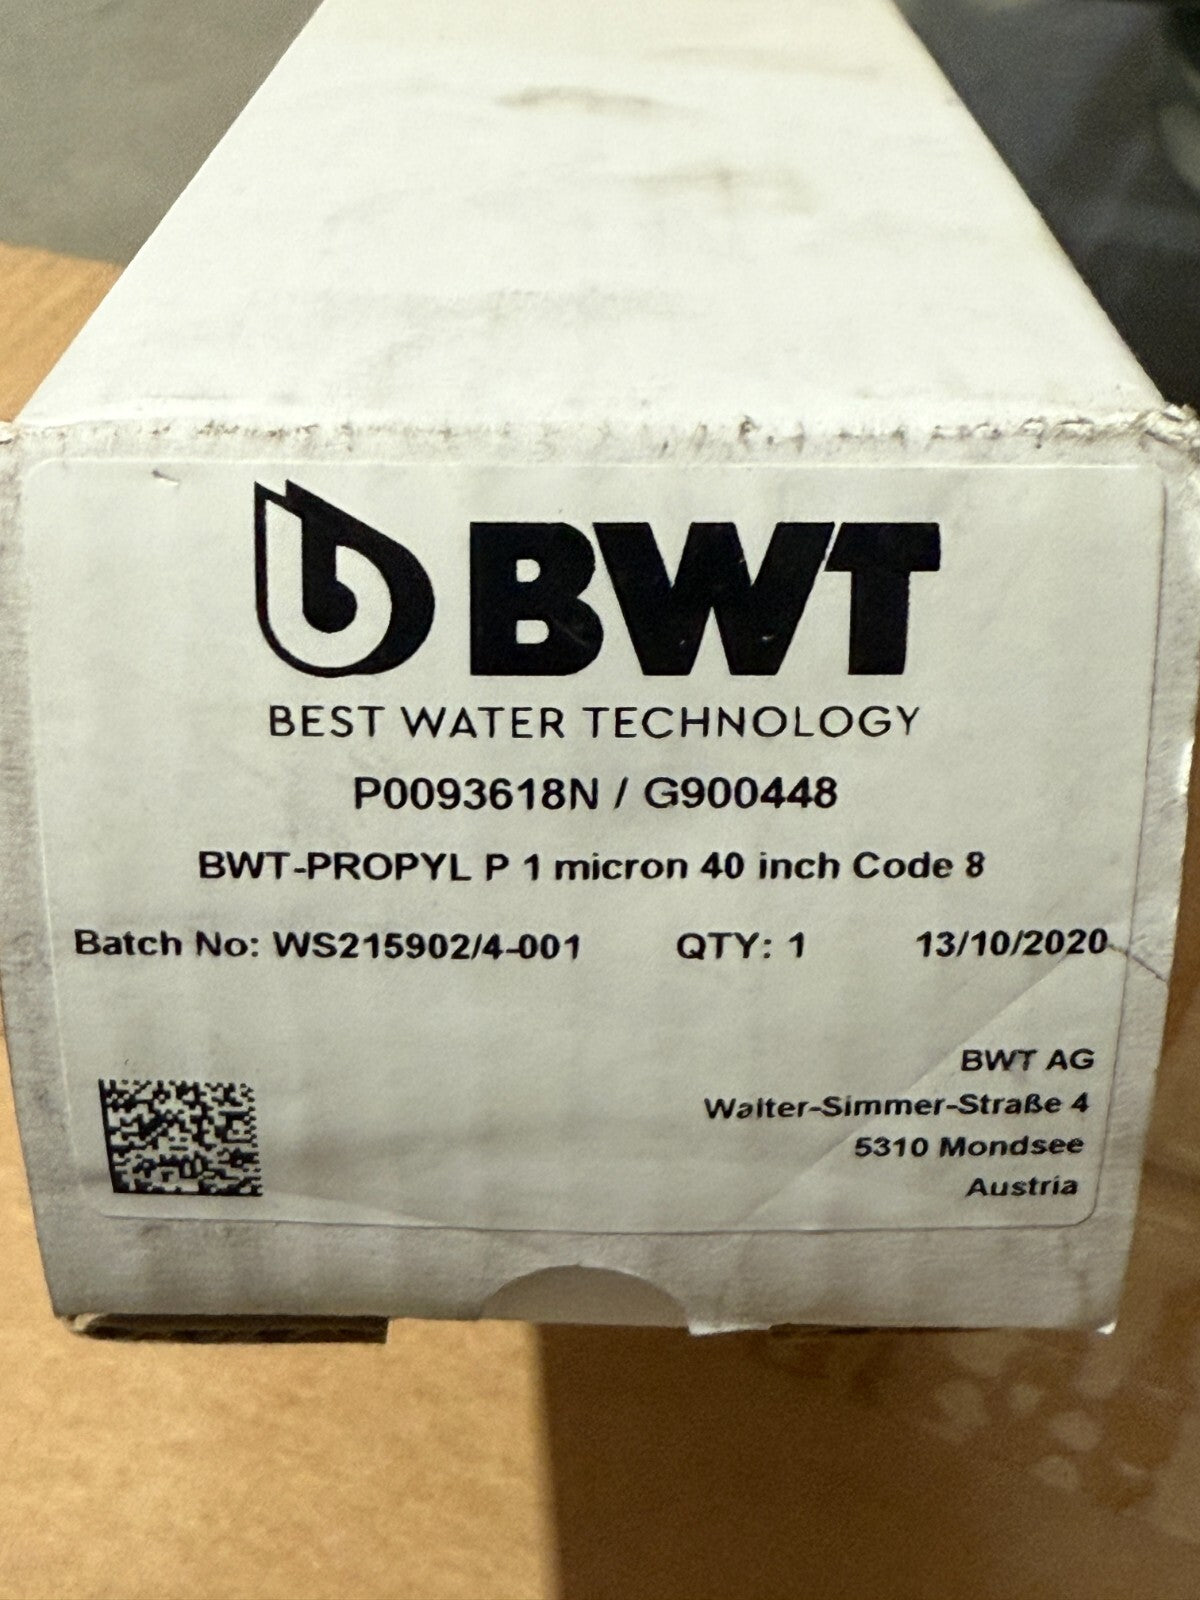 BWT
BEST WATER TECHNOLOGY
P0093618N / G900448
BWT-PROPYL P 1 micron 40 inch Code 8
Batch No: WS215902/4-001 QTY: 1 13/10/2020
BWT AG
Walter-Simmer-Straße 4
5310 Mondsee
Austria